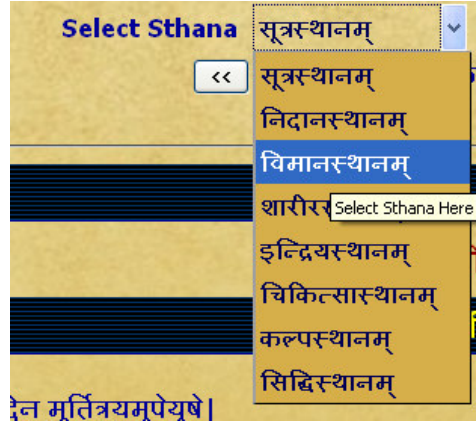 Select Sthana सूत्रस्थानम्
<< सूत्रस्थानम्
निदानस्थानम्
विमानस्थानम्
Select Sthana Here
इन्द्रियस्थानम्
चिकित्सास्थानम्
कल्पस्थानम्
सिद्धिस्थानम्
मूर्तित्रयमुपेयुषे|